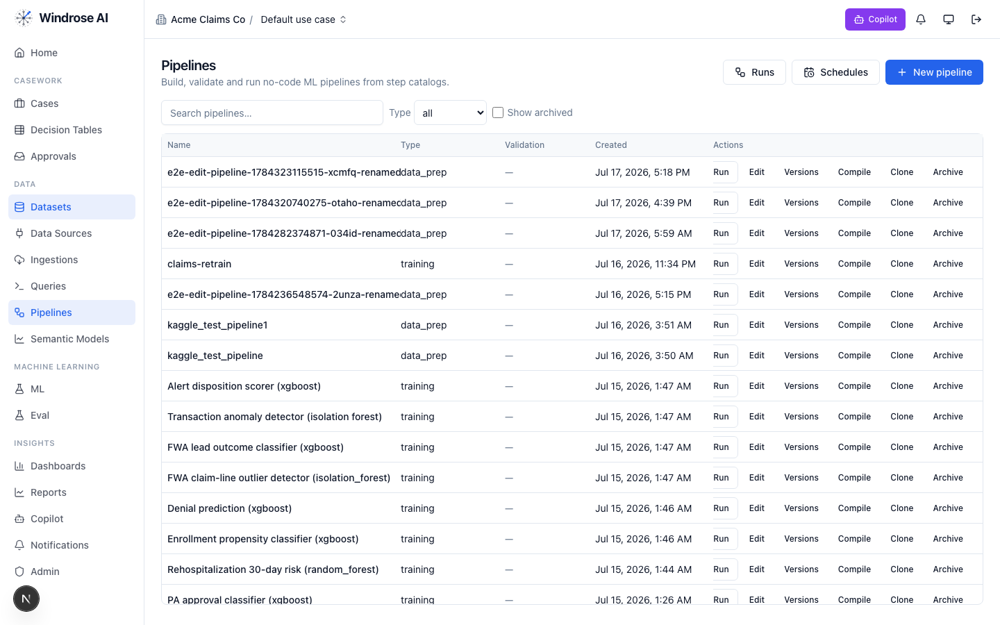 Windrose AI
Acme Claims Co / Default use case
Copilot
Home
CASEWORK
Cases
Decision Tables
Approvals
DATA
Datasets
Data Sources
Ingestions
Queries
Pipelines
Semantic Models
MACHINE LEARNING
ML
Eval
INSIGHTS
Dashboards
Reports
Copilot
Notifications
Admin
N
Pipelines
Build, validate and run no-code ML pipelines from step catalogs.
Runs Schedules New pipeline
Search pipelines... Type all Show archived
Name Type Validation Created Actions
e2e-edit-pipeline-1784323115515-xcmfq-renamed data_prep — Jul 17, 2026, 5:18 PM Run Edit Versions Compile Clone Archive
e2e-edit-pipeline-1784320740275-otaho-renamed data_prep — Jul 17, 2026, 4:39 PM Run Edit Versions Compile Clone Archive
e2e-edit-pipeline-1784282374871-034id-renamed data_prep — Jul 17, 2026, 5:59 AM Run Edit Versions Compile Clone Archive
claims-retrain training — Jul 16, 2026, 11:34 PM Run Edit Versions Compile Clone Archive
e2e-edit-pipeline-1784236548574-2unza-rename data_prep — Jul 16, 2026, 5:15 PM Run Edit Versions Compile Clone Archive
kaggle_test_pipeline1 data_prep — Jul 16, 2026, 3:51 AM Run Edit Versions Compile Clone Archive
kaggle_test_pipeline data_prep — Jul 16, 2026, 3:50 AM Run Edit Versions Compile Clone Archive
Alert disposition scorer (xgboost) training — Jul 15, 2026, 1:47 AM Run Edit Versions Compile Clone Archive
Transaction anomaly detector (isolation forest) training — Jul 15, 2026, 1:47 AM Run Edit Versions Compile Clone Archive
FWA lead outcome classifier (xgboost) training — Jul 15, 2026, 1:47 AM Run Edit Versions Compile Clone Archive
FWA claim-line outlier detector (isolation_forest) training — Jul 15, 2026, 1:47 AM Run Edit Versions Compile Clone Archive
Denial prediction (xgboost) training — Jul 15, 2026, 1:46 AM Run Edit Versions Compile Clone Archive
Enrollment propensity classifier (xgboost) training — Jul 15, 2026, 1:46 AM Run Edit Versions Compile Clone Archive
Rehospitalization 30-day risk (random_forest) training — Jul 15, 2026, 1:44 AM Run Edit Versions Compile Clone Archive
PA approval classifier (xgboost) training — Jul 15, 2026, 1:26 AM Run Edit Versions Compile Clone Archive